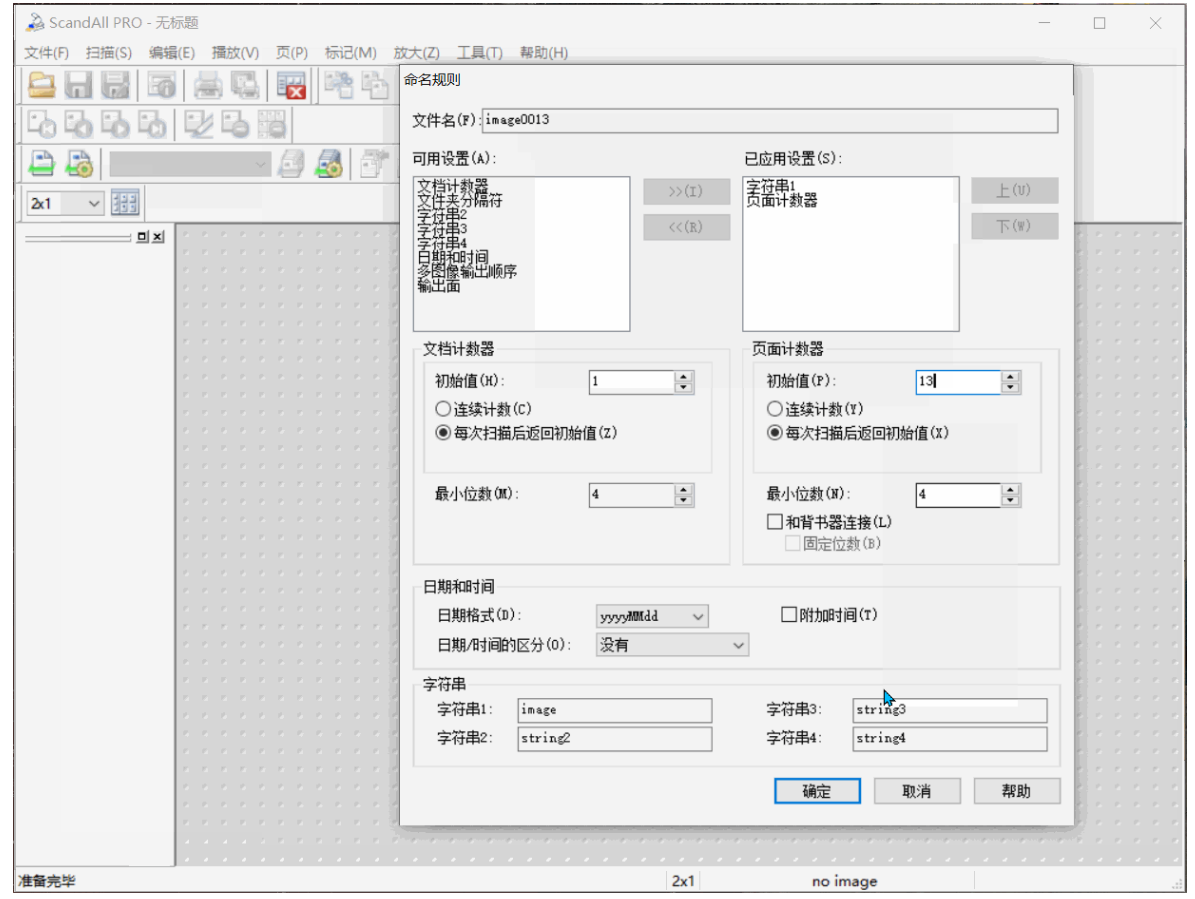 ScandAll PRO - 无标题
文件(F) 扫描(S) 编辑(E) 播放(V) 页(P) 标记(M) 放大(Z) 工具(T) 帮助(H)
命名规则
文件名(F): image0013
可用设置(A): 已应用设置(S):
文档计数器 >>(I) 字符串1 上(U)
文件夹分隔符 页面计数器
字符串2 <<(R) 下(W)
字符串3
字符串4
日期和时间
多图像输出顺序
输出面
2x1
文档计数器 页面计数器
初始值(H): 1 初始值(P): 13
连续计数(C) 连续计数(Y)
每次扫描后返回初始值(Z) 每次扫描后返回初始值(X)
最小位数(M): 4 最小位数(N): 4
和背书器连接(L)
固定位数(B)
日期和时间
日期格式(D): yyyyMMdd 附加时间(T)
日期/时间的区分(O): 没有
字符串
字符串1: image 字符串3: string3
字符串2: string2 字符串4: string4
确定 取消 帮助
准备完毕 2x1 no image